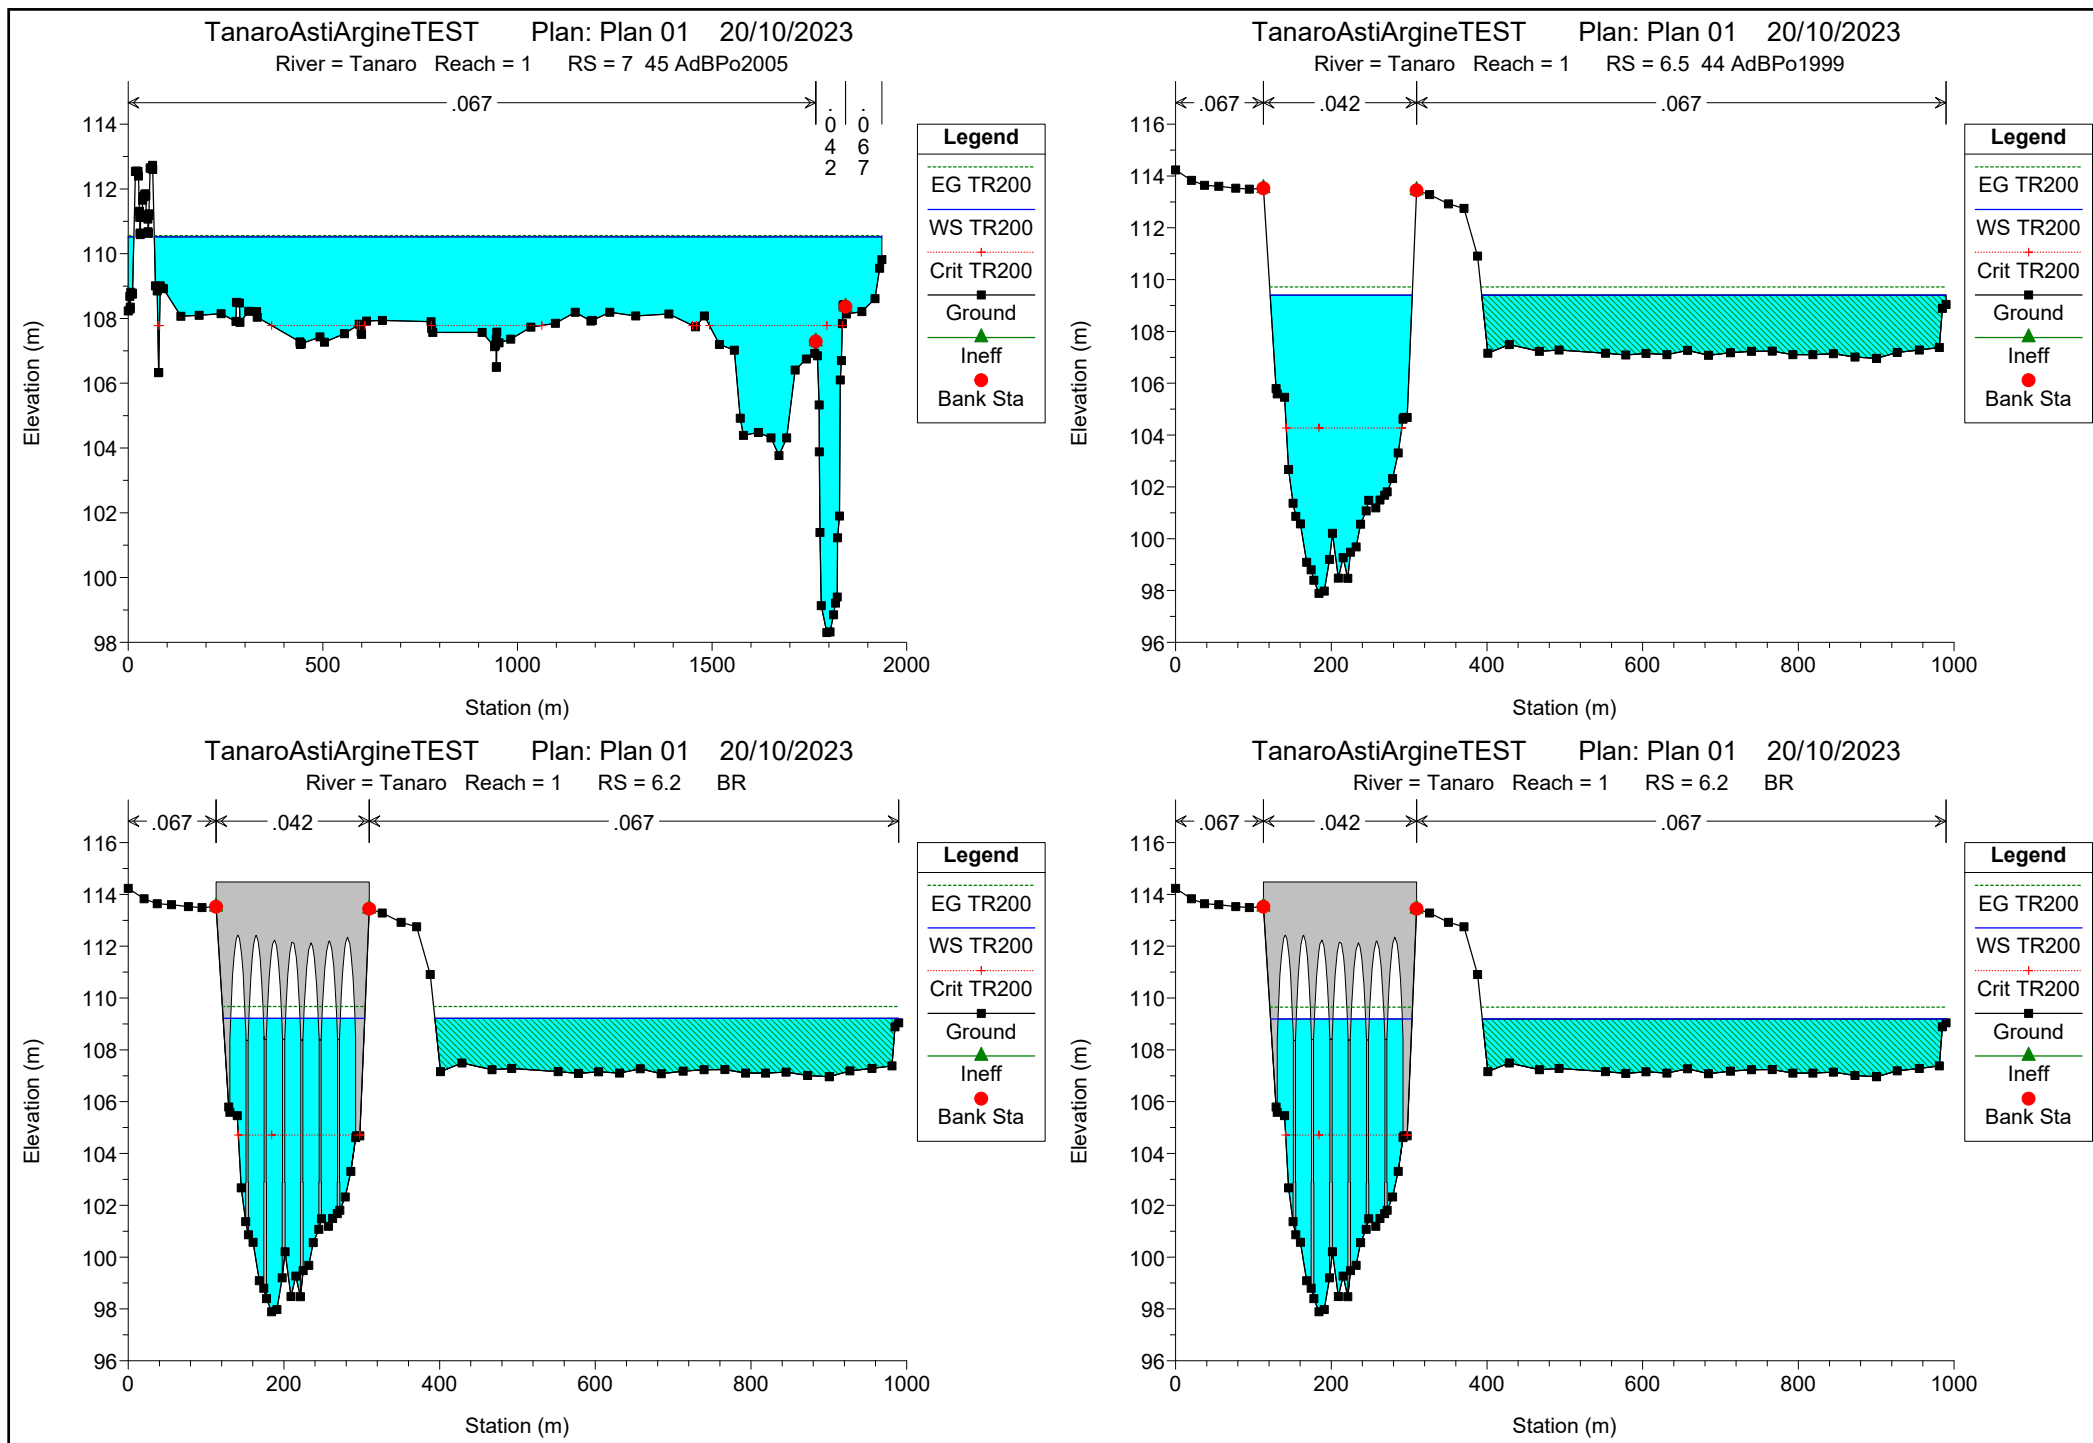 TanaroAstiArgineTEST Plan: Plan 01 20/10/2023
River = Tanaro Reach = 1 RS = 7 45 AdBPo2005
.067
.042
.067
114
112
110
108
106
104
102
100
98
Elevation (m)
0 500 1000 1500 2000
Station (m)
Legend
EG TR200
WS TR200
Crit TR200
Ground
Ineff
Bank Sta
TanaroAstiArgineTEST Plan: Plan 01 20/10/2023
River = Tanaro Reach = 1 RS = 6.5 44 AdBPo1999
.067 .042 .067
116
114
112
110
108
106
104
102
100
98
96
Elevation (m)
0 200 400 600 800 1000
Station (m)
Legend
EG TR200
WS TR200
Crit TR200
Ground
Ineff
Bank Sta
TanaroAstiArgineTEST Plan: Plan 01 20/10/2023
River = Tanaro Reach = 1 RS = 6.2 BR
.067 .042 .067
116
114
112
110
108
106
104
102
100
98
96
Elevation (m)
0 200 400 600 800 1000
Station (m)
Legend
EG TR200
WS TR200
Crit TR200
Ground
Ineff
Bank Sta
TanaroAstiArgineTEST Plan: Plan 01 20/10/2023
River = Tanaro Reach = 1 RS = 6.2 BR
.067 .042 .067
116
114
112
110
108
106
104
102
100
98
96
Elevation (m)
0 200 400 600 800 1000
Station (m)
Legend
EG TR200
WS TR200
Crit TR200
Ground
Ineff
Bank Sta